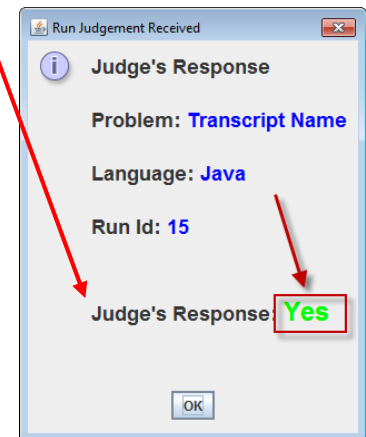 Run Judgement Received
Judge's Response
Problem: Transcript Name
Language: Java
Run Id: 15
Judge's Response: Yes
OK